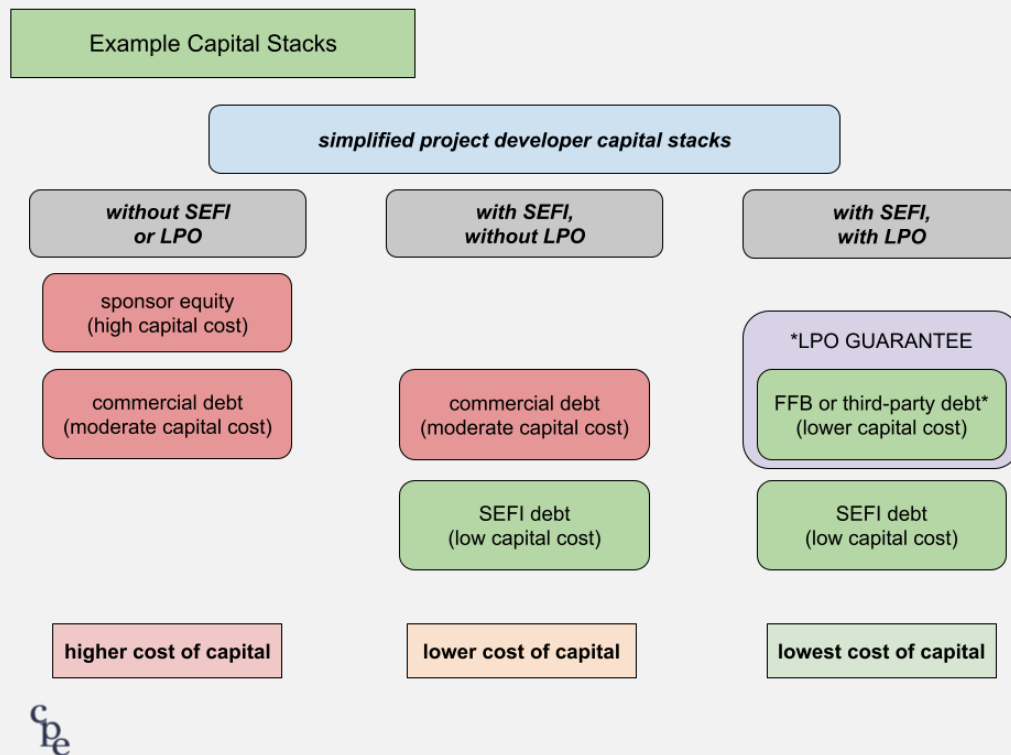 Example Capital Stacks
simplified project developer capital stacks
without SEFI
or LPO
with SEFI,
without LPO
with SEFI,
with LPO
sponsor equity
(high capital cost)
*LPO GUARANTEE
commercial debt
(moderate capital cost)
commercial debt
(moderate capital cost)
FFB or third-party debt*
(lower capital cost)
SEFI debt
(low capital cost)
SEFI debt
(low capital cost)
higher cost of capital
lower cost of capital
lowest cost of capital
cpe